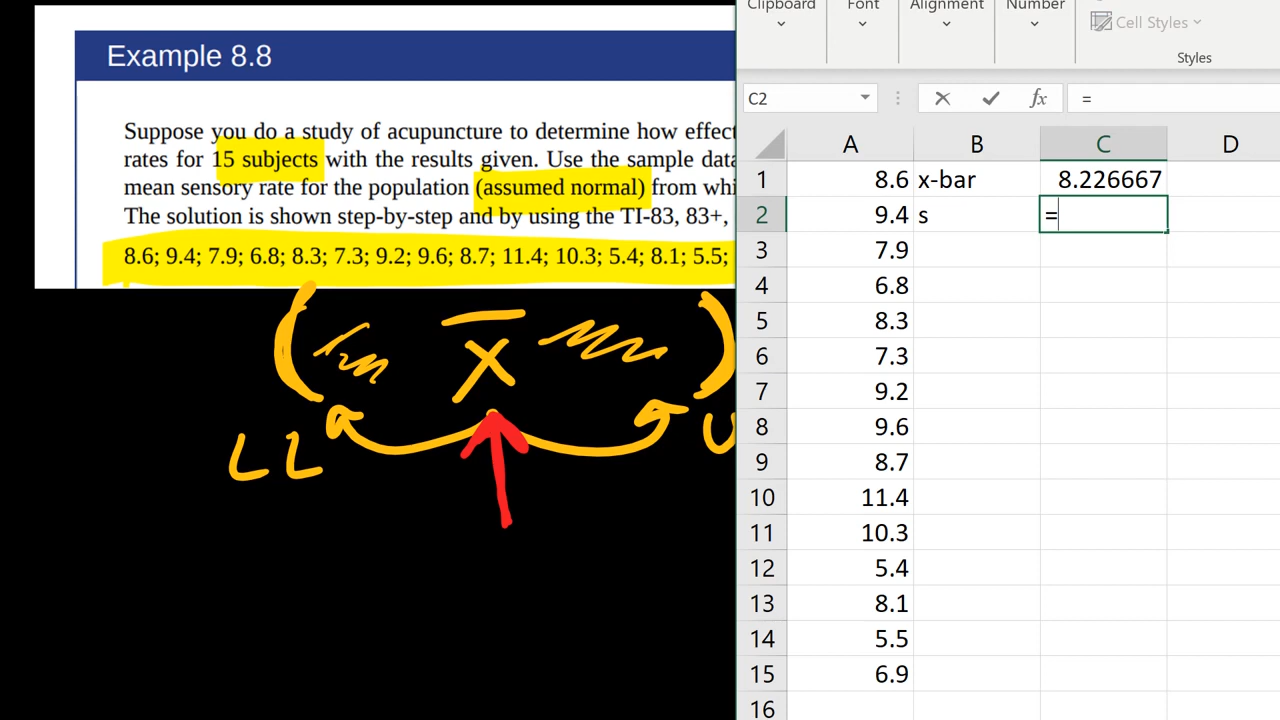 Example 8.8
Suppose you do a study of acupuncture to determine how effect
rates for 15 subjects with the results given. Use the sample data
mean sensory rate for the population (assumed normal) from whi
The solution is shown step-by-step and by using the TI-83, 83+,
8.6; 9.4; 7.9; 6.8; 8.3; 7.3; 9.2; 9.6; 8.7; 11.4; 10.3; 5.4; 8.1; 5.5;
( x̄ )
LL U
Clipboard Font Alignment Number
Cell Styles
Styles
C2 fx =
A B C D
1 8.6 x-bar 8.226667
2 9.4 s =
3 7.9
4 6.8
5 8.3
6 7.3
7 9.2
8 9.6
9 8.7
10 11.4
11 10.3
12 5.4
13 8.1
14 5.5
15 6.9
16